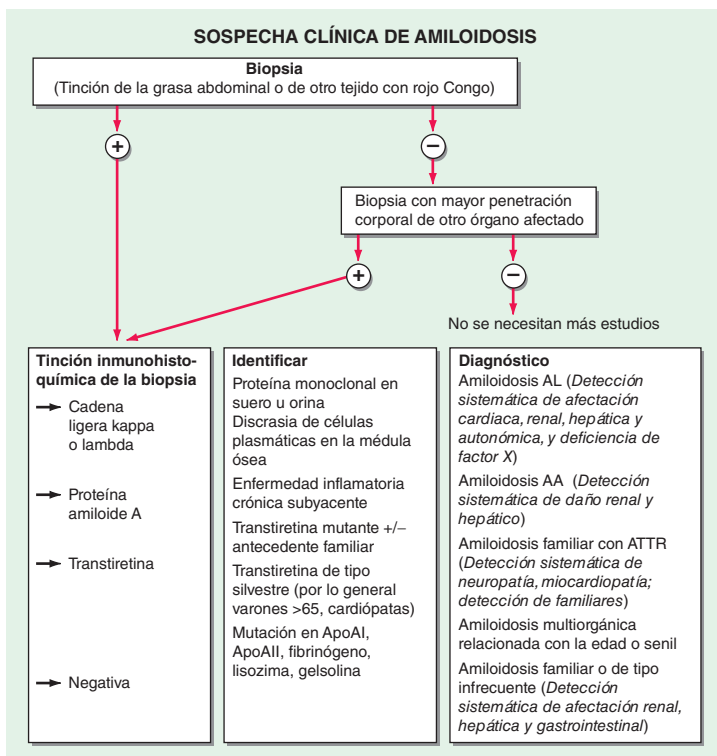 SOSPECHA CLÍNICA DE AMILOIDOSIS
Biopsia
(Tinción de la grasa abdominal o de otro tejido con rojo Congo)
+
−
Biopsia con mayor penetración
corporal de otro órgano afectado
+
−
No se necesitan más estudios
Tinción inmunohisto-
química de la biopsia
Cadena
ligera kappa
o lambda
Proteína
amiloide A
Transtiretina
Negativa
Identificar
Proteína monoclonal en
suero u orina
Discrasia de células
plasmáticas en la médula
ósea
Enfermedad inflamatoria
crónica subyacente
Transtiretina mutante +/−
antecedente familiar
Transtiretina de tipo
silvestre (por lo general
varones >65, cardiópatas)
Mutación en ApoAI,
ApoAII, fibrinógeno,
lisozima, gelsolina
Diagnóstico
Amiloidosis AL (Detección
sistemática de afectación
cardiaca, renal, hepática y
autonómica, y deficiencia de
factor X)
Amiloidosis AA (Detección
sistemática de daño renal y
hepático)
Amiloidosis familiar con ATTR
(Detección sistemática de
neuropatía, miocardiopatía;
detección de familiares)
Amiloidosis multiorgánica
relacionada con la edad o senil
Amiloidosis familiar o de tipo
infrecuente (Detección
sistemática de afectación renal,
hepática y gastrointestinal)